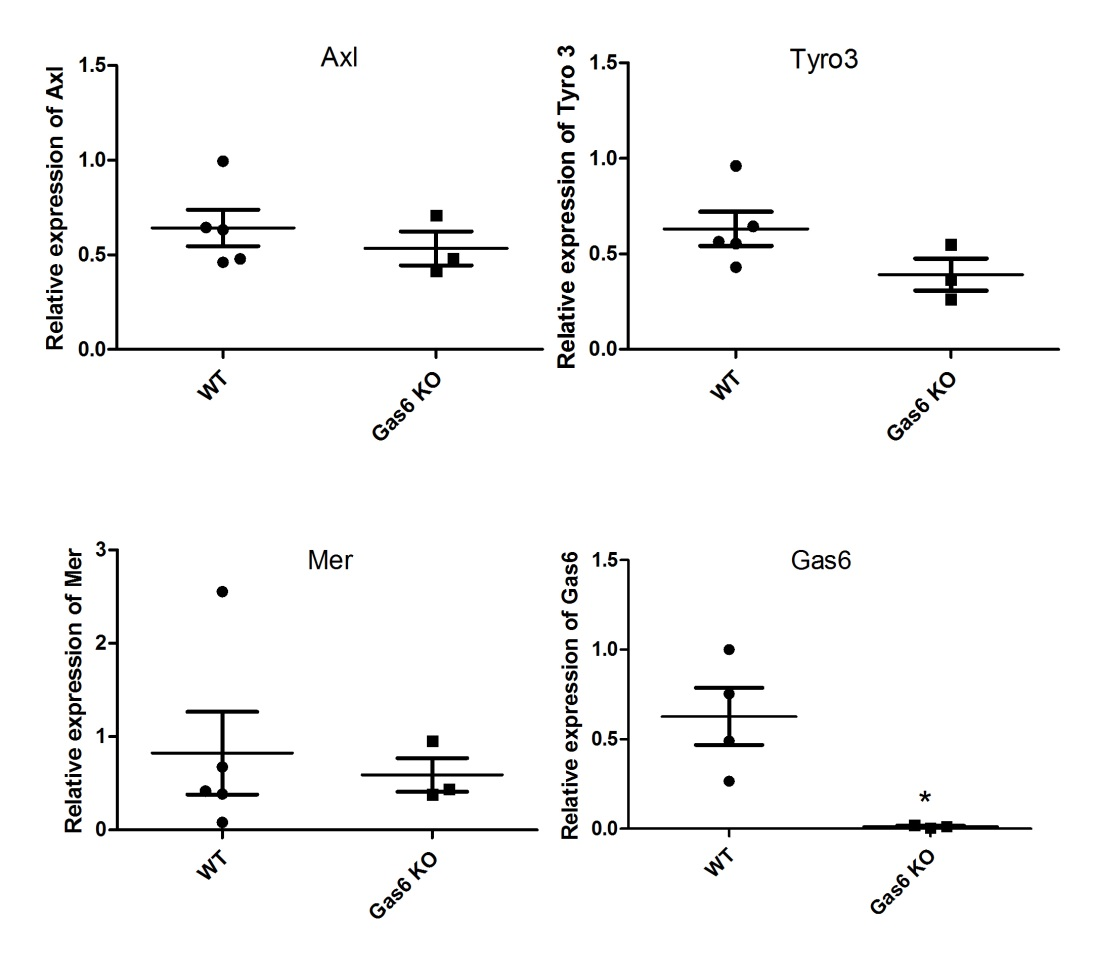 Axl
Relative expression of Axl
1.5
1.0
0.5
0.0
WT
Gas6 KO
Tyro3
Relative expression of Tyro 3
1.5
1.0
0.5
0.0
WT
Gas6 KO
Mer
Relative expression of Mer
3
2
1
0
WT
Gas6 KO
Gas6
Relative expression of Gas6
1.5
1.0
0.5
0.0
*
WT
Gas6 KO